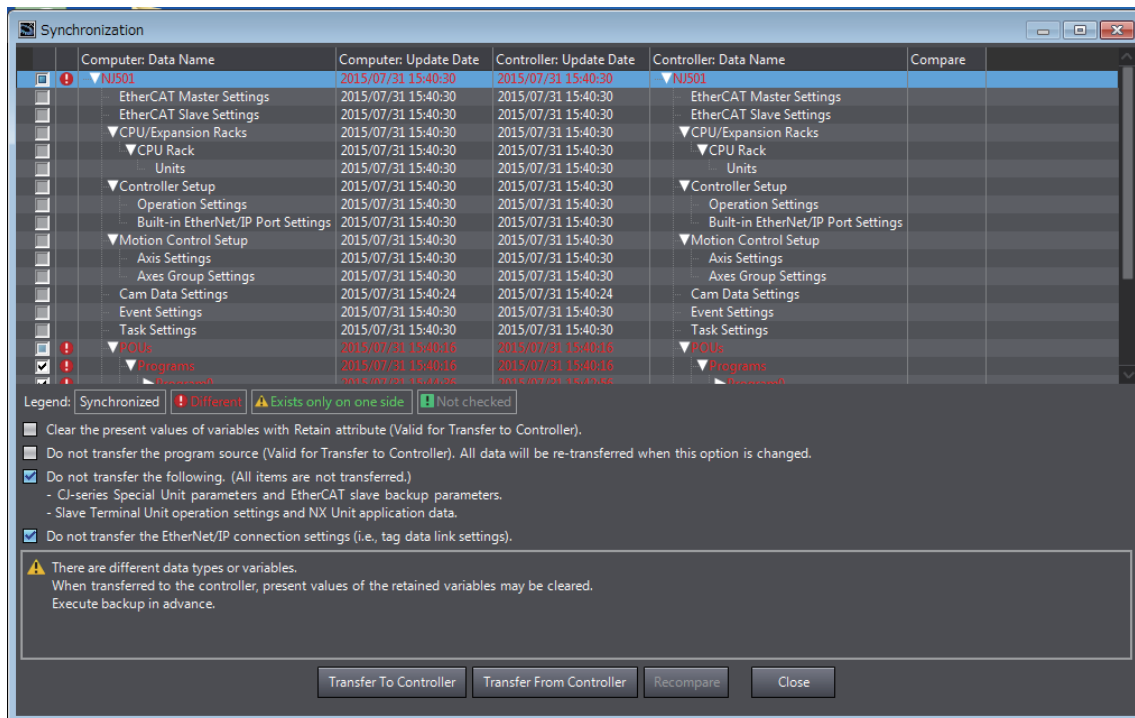 Synchronization
Computer: Data Name Computer: Update Date Controller: Update Date Controller: Data Name Compare
NJ501 2015/07/31 15:40:30 2015/07/31 15:40:30 NJ501
EtherCAT Master Settings 2015/07/31 15:40:30 2015/07/31 15:40:30 EtherCAT Master Settings
EtherCAT Slave Settings 2015/07/31 15:40:30 2015/07/31 15:40:30 EtherCAT Slave Settings
CPU/Expansion Racks 2015/07/31 15:40:30 2015/07/31 15:40:30 CPU/Expansion Racks
CPU Rack 2015/07/31 15:40:30 2015/07/31 15:40:30 CPU Rack
Units 2015/07/31 15:40:30 2015/07/31 15:40:30 Units
Controller Setup 2015/07/31 15:40:30 2015/07/31 15:40:30 Controller Setup
Operation Settings 2015/07/31 15:40:30 2015/07/31 15:40:30 Operation Settings
Built-in EtherNet/IP Port Settings 2015/07/31 15:40:30 2015/07/31 15:40:30 Built-in EtherNet/IP Port Settings
Motion Control Setup 2015/07/31 15:40:30 2015/07/31 15:40:30 Motion Control Setup
Axis Settings 2015/07/31 15:40:30 2015/07/31 15:40:30 Axis Settings
Axes Group Settings 2015/07/31 15:40:30 2015/07/31 15:40:30 Axes Group Settings
Cam Data Settings 2015/07/31 15:40:24 2015/07/31 15:40:24 Cam Data Settings
Event Settings 2015/07/31 15:40:30 2015/07/31 15:40:30 Event Settings
Task Settings 2015/07/31 15:40:30 2015/07/31 15:40:30 Task Settings
POUs 2015/07/31 15:40:16 2015/07/31 15:40:16 POUs
Programs 2015/07/31 15:40:16 2015/07/31 15:40:16 Programs
Program0 Program0
Legend: Synchronized Different Exists only on one side Not checked
Clear the present values of variables with Retain attribute (Valid for Transfer to Controller).
Do not transfer the program source (Valid for Transfer to Controller). All data will be re-transferred when this option is changed.
Do not transfer the following. (All items are not transferred.)
- CJ-series Special Unit parameters and EtherCAT slave backup parameters.
- Slave Terminal Unit operation settings and NX Unit application data.
Do not transfer the EtherNet/IP connection settings (i.e., tag data link settings).
There are different data types or variables.
When transferred to the controller, present values of the retained variables may be cleared.
Execute backup in advance.
Transfer To Controller Transfer From Controller Recompare Close